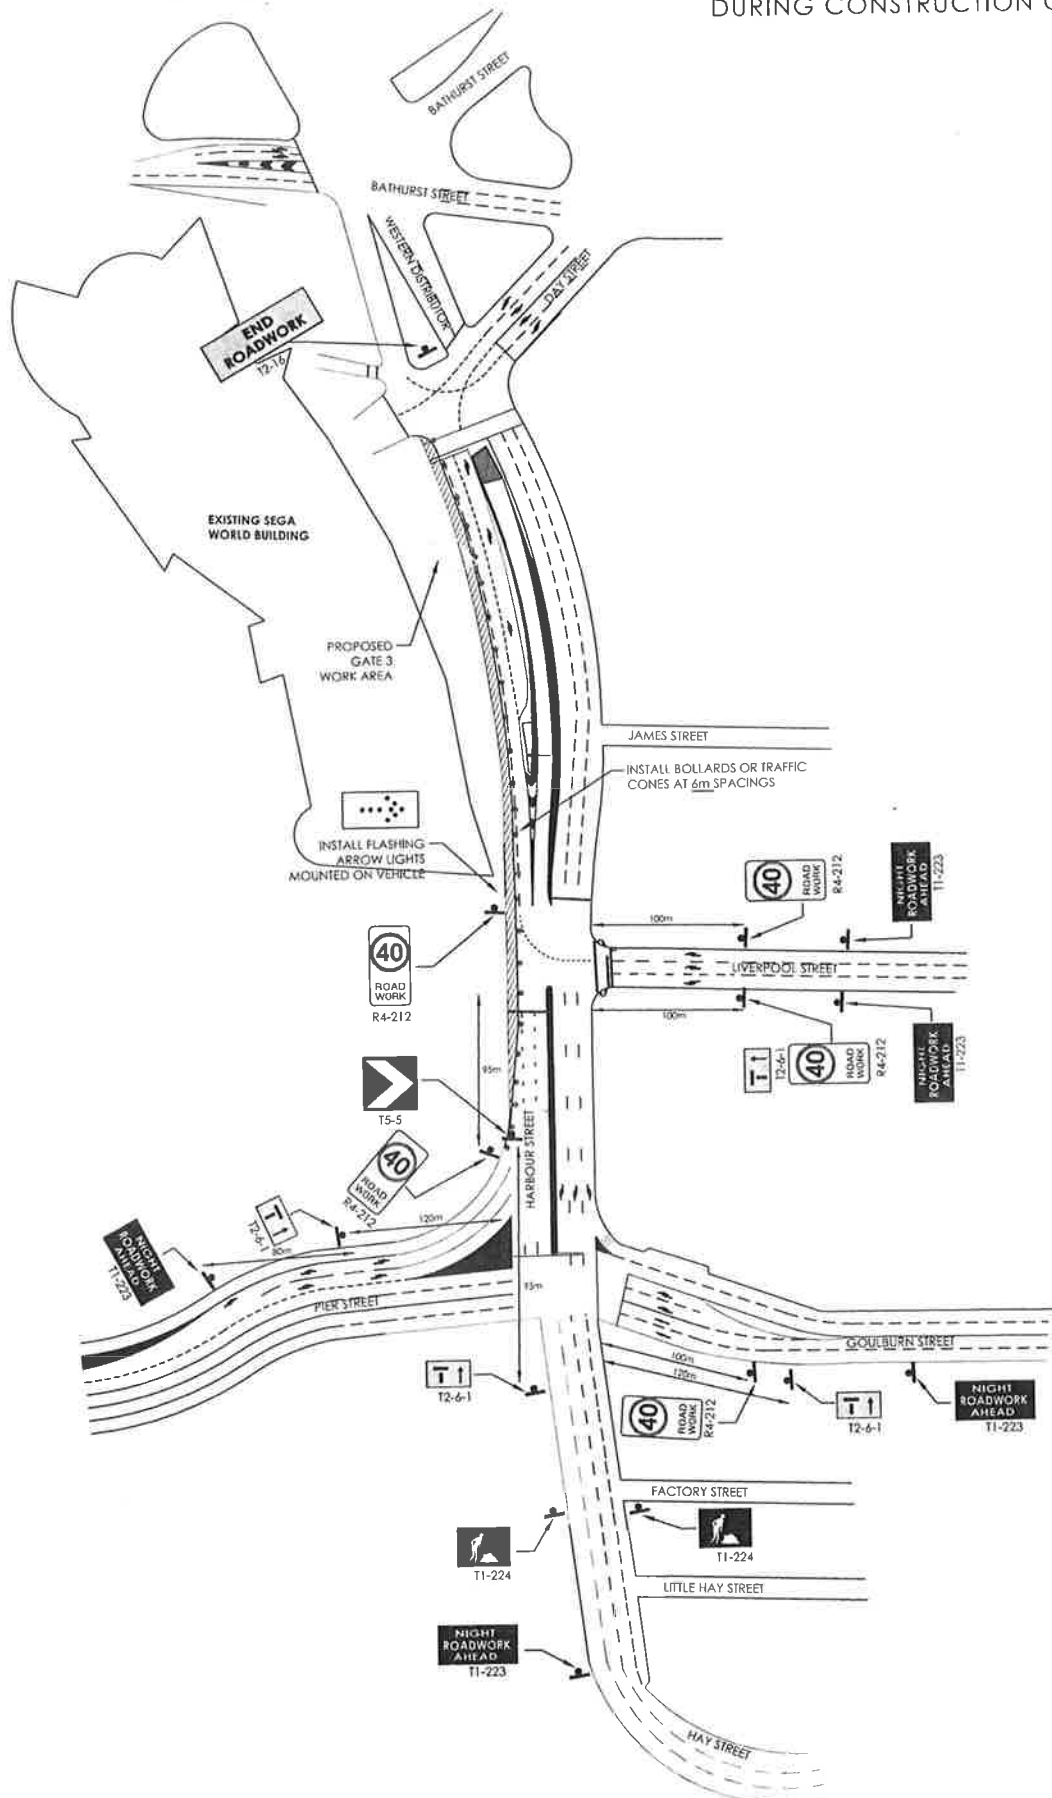 DURING CONSTRUCTION
BATHURST STREET
BATHURST STREET
WESTERN DISTRIBUTOR
DAY STREET
END
ROADWORK
T2-16
EXISTING SEGA
WORLD BUILDING
PROPOSED
GATE 3
WORK AREA
JAMES STREET
INSTALL BOLLARDS OR TRAFFIC
CONES AT 6m SPACINGS
INSTALL FLASHING
ARROW LIGHTS
MOUNTED ON VEHICLE
40
ROAD
WORK
R4-212
NIGHT
ROADWORK
AHEAD
T1-223
100m
LIVERPOOL STREET
100m
40
ROAD
WORK
R4-212
T2-6-1
40
ROAD
WORK
R4-212
NIGHT
ROADWORK
AHEAD
T1-223
95m
T5-5
HARBOUR STREET
40
ROAD
WORK
R4-212
T2-6-1
120m
80m
NIGHT
ROADWORK
AHEAD
T1-223
PIER STREET
95m
GOULBURN STREET
100m
120m
T2-6-1
40
ROAD
WORK
R4-212
T2-6-1
NIGHT
ROADWORK
AHEAD
T1-223
FACTORY STREET
T1-224
T1-224
LITTLE HAY STREET
NIGHT
ROADWORK
AHEAD
T1-223
HAY STREET